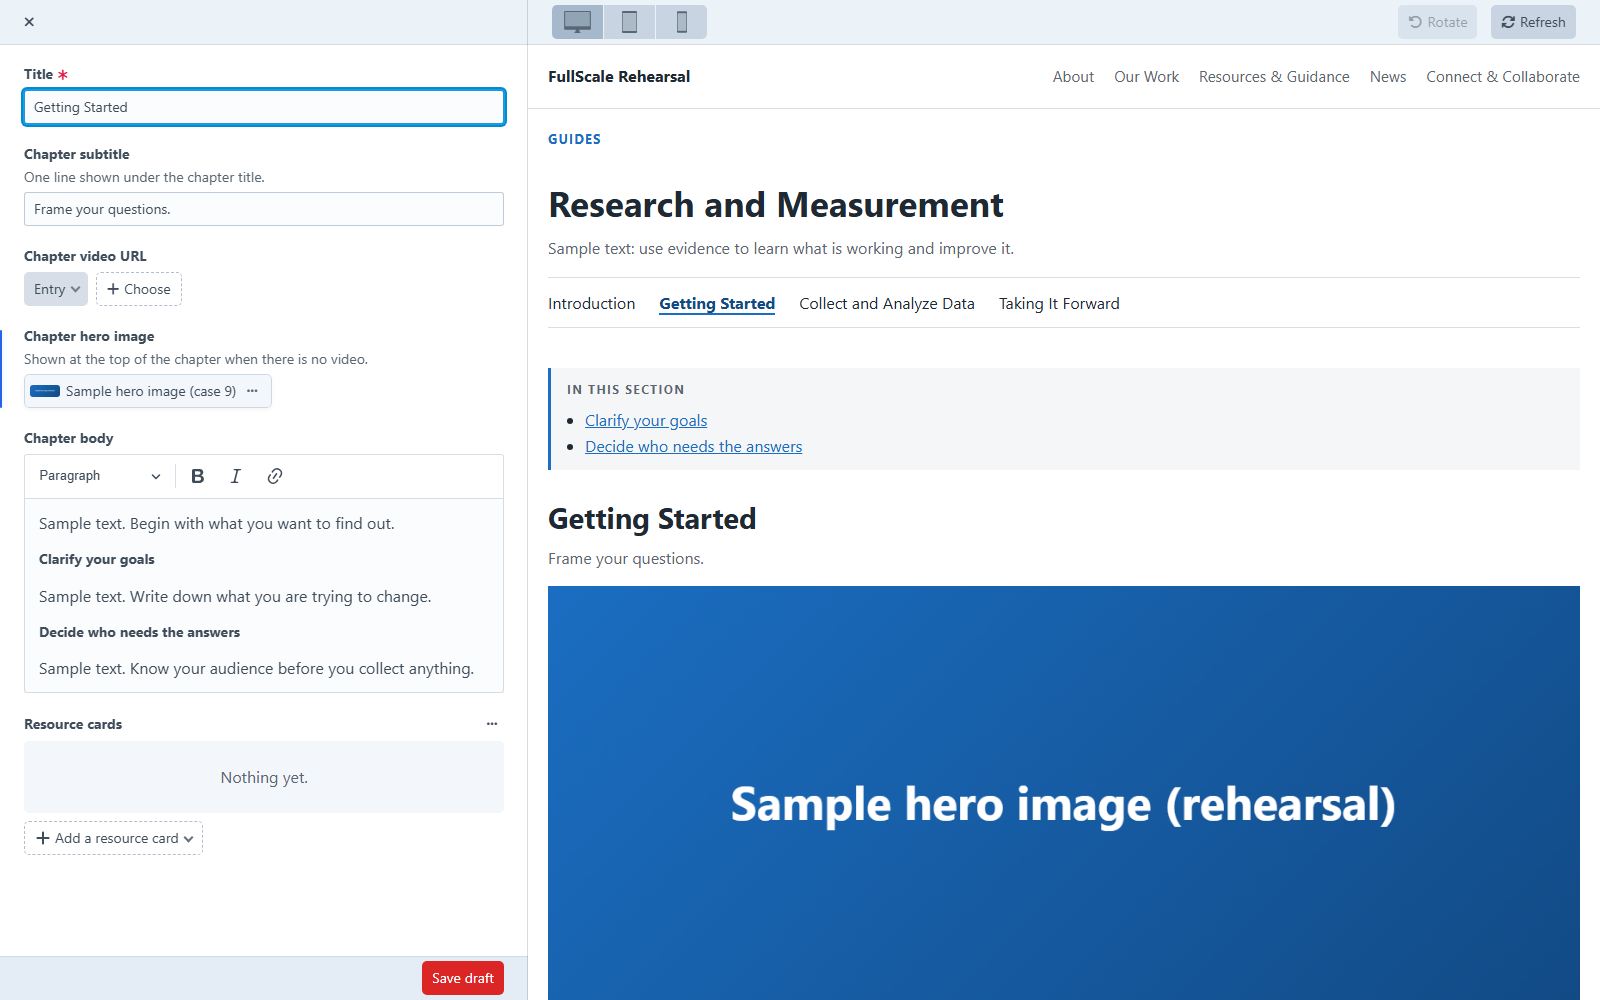 Title *
Getting Started
Chapter subtitle
One line shown under the chapter title.
Frame your questions.
Chapter video URL
Entry
+ Choose
Chapter hero image
Shown at the top of the chapter when there is no video.
Sample hero image (case 9)
Chapter body
Paragraph
B I
Sample text. Begin with what you want to find out.
Clarify your goals
Sample text. Write down what you are trying to change.
Decide who needs the answers
Sample text. Know your audience before you collect anything.
Resource cards
Nothing yet.
+ Add a resource card
Save draft
Rotate
Refresh
FullScale Rehearsal
About Our Work Resources & Guidance News Connect & Collaborate
GUIDES
Research and Measurement
Sample text: use evidence to learn what is working and improve it.
Introduction Getting Started Collect and Analyze Data Taking It Forward
IN THIS SECTION
Clarify your goals
Decide who needs the answers
Getting Started
Frame your questions.
Sample hero image (rehearsal)